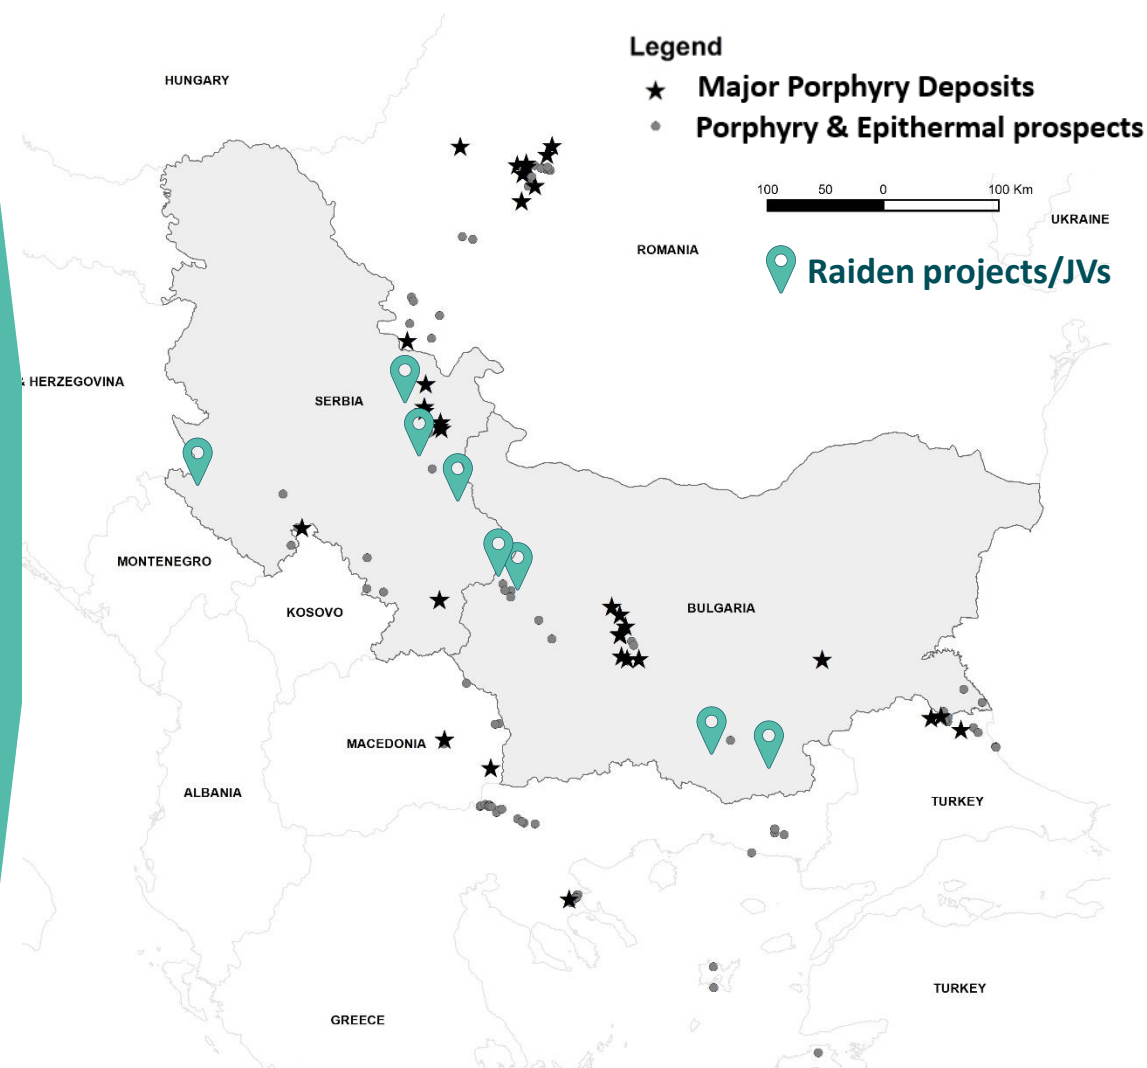 Legend
HUNGARY
Major Porphyry Deposits
Porphyry & Epithermal prospects
100 50 0 100 Km
UKRAINE
ROMANIA
Raiden projects/JVs
HERZEGOVINA
SERBIA
MONTENEGRO
KOSOVO
BULGARIA
MACEDONIA
ALBANIA
TURKEY
TURKEY
GREECE